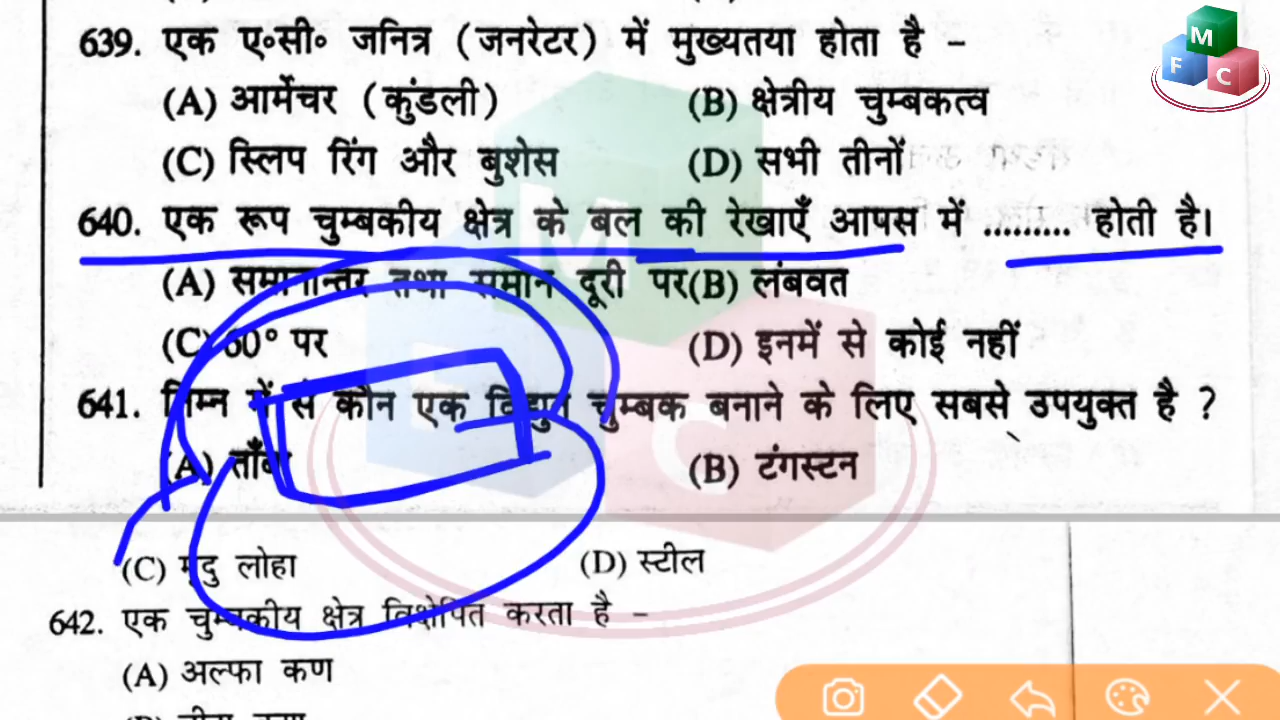 639. एक ए०सी० जनित्र (जनरेटर) में मुख्यतया होता है –
(A) आर्मेचर (कुंडली) (B) क्षेत्रीय चुम्बकत्व
(C) स्लिप रिंग और बुशेस (D) सभी तीनों
640. एक रूप चुम्बकीय क्षेत्र के बल की रेखाएँ आपस में ......... होती है।
(A) समानान्तर तथा समान दूरी पर(B) लंबवत
(C) 60° पर (D) इनमें से कोई नहीं
641. निम्न में से कौन एक विद्युत चुम्बक बनाने के लिए सबसे उपयुक्त है ?
(A) ताँबा (B) टंगस्टन
(C) मृदु लोहा (D) स्टील
642. एक चुम्बकीय क्षेत्र विक्षेपित करता है –
(A) अल्फा कण
M
F C
M
F
C